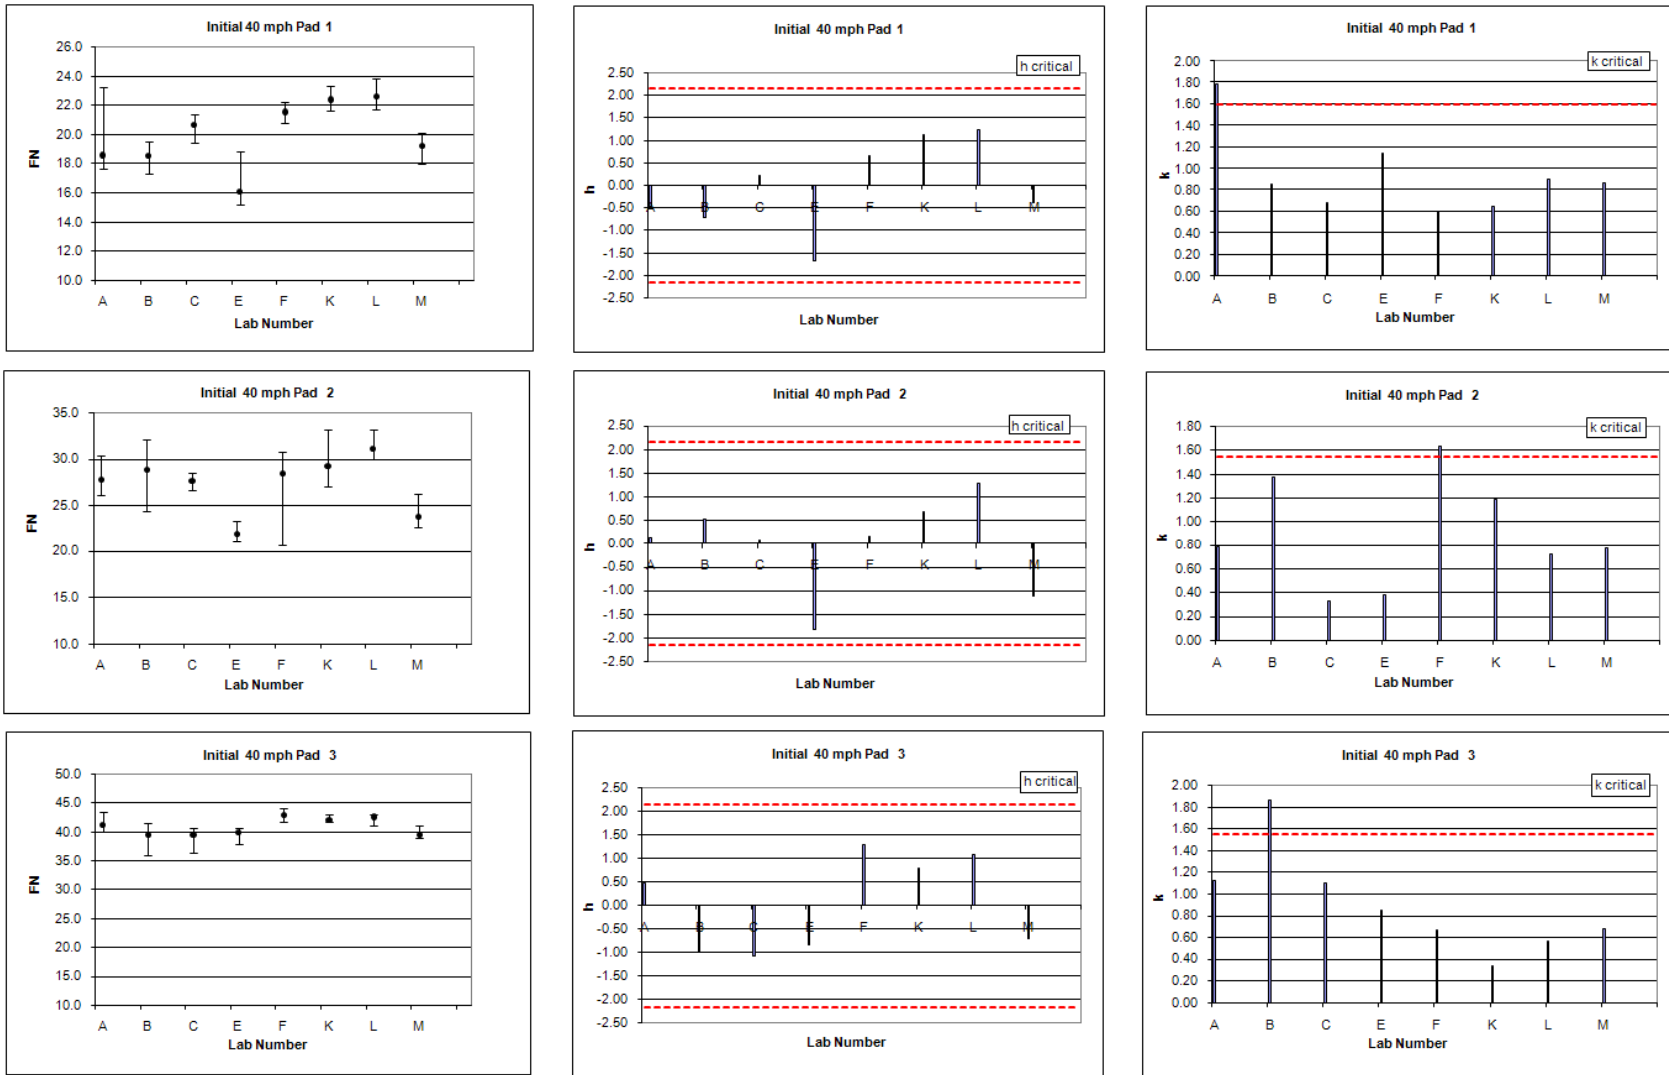 Initial 40 mph Pad 1
26.0
24.0
22.0
20.0
18.0
16.0
14.0
12.0
10.0
FN
A B C E F K L M
Lab Number
Initial 40 mph Pad 1
h critical
2.50
2.00
1.50
1.00
0.50
0.00
-0.50
-1.00
-1.50
-2.00
-2.50
h
A B C E F K L M
Lab Number
Initial 40 mph Pad 1
k critical
2.00
1.80
1.60
1.40
1.20
1.00
0.80
0.60
0.40
0.20
0.00
k
A B C E F K L M
Lab Number
Initial 40 mph Pad 2
35.0
30.0
25.0
20.0
15.0
10.0
FN
A B C E F K L M
Lab Number
Initial 40 mph Pad 2
h critical
2.50
2.00
1.50
1.00
0.50
0.00
-0.50
-1.00
-1.50
-2.00
-2.50
h
A B C E F K L M
Lab Number
Initial 40 mph Pad 2
k critical
1.80
1.60
1.40
1.20
1.00
0.80
0.60
0.40
0.20
0.00
k
A B C E F K L M
Lab Number
Initial 40 mph Pad 3
50.0
45.0
40.0
35.0
30.0
25.0
20.0
15.0
10.0
FN
A B C E F K L M
Lab Number
Initial 40 mph Pad 3
h critical
2.50
2.00
1.50
1.00
0.50
0.00
-0.50
-1.00
-1.50
-2.00
-2.50
h
A B C E F K L M
Lab Number
Initial 40 mph Pad 3
k critical
2.00
1.80
1.60
1.40
1.20
1.00
0.80
0.60
0.40
0.20
0.00
k
A B C E F K L M
Lab Number